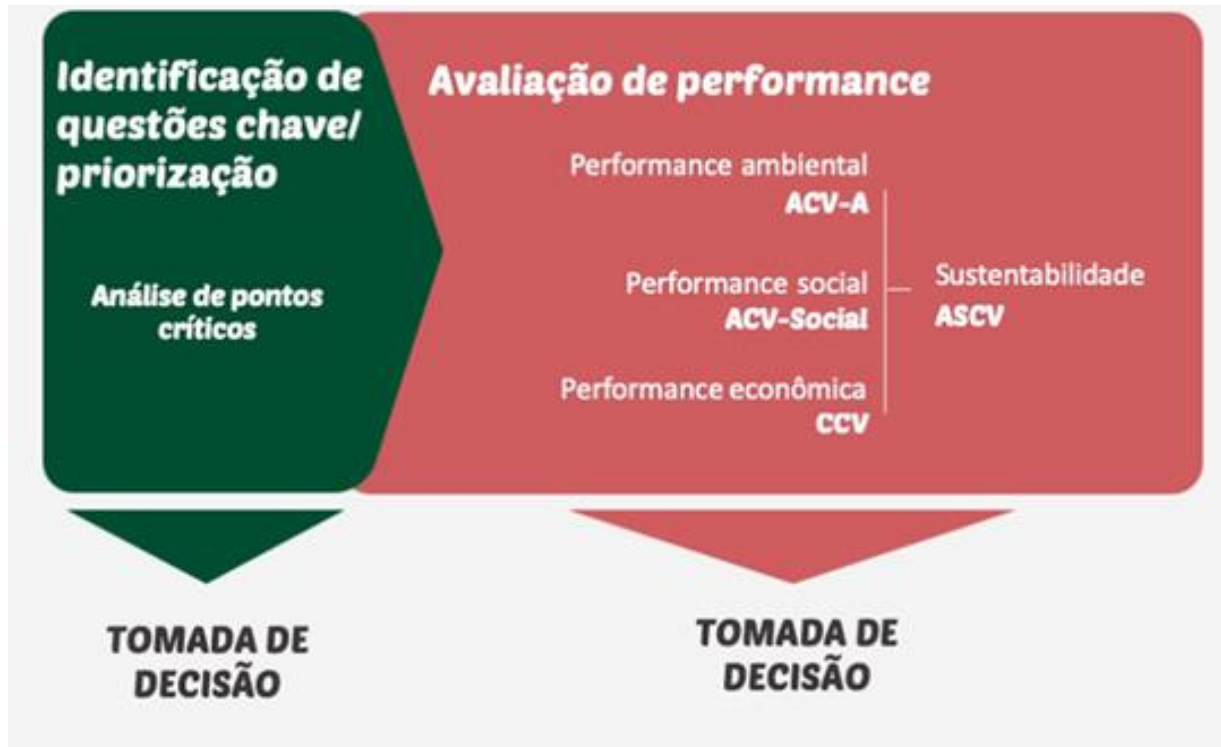 Identificação de
questões chave/
priorização
Análise de pontos
críticos
Avaliação de performance
Performance ambiental
ACV-A
Performance social
ACV-Social
Performance econômica
CCV
Sustentabilidade
ASCV
TOMADA DE
DECISÃO
TOMADA DE
DECISÃO